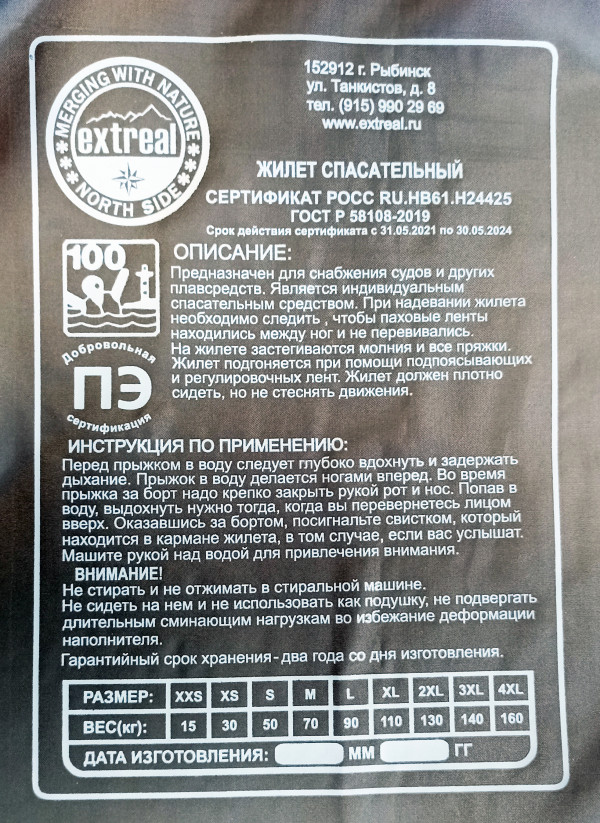 MERGING WITH NATURE
extreal
NORTH SIDE
152912 г. Рыбинск
ул. Танкистов, д. 8
тел. (915) 990 29 69
www.extreal.ru
ЖИЛЕТ СПАСАТЕЛЬНЫЙ
СЕРТИФИКАТ РОСС RU.НВ61.Н24425
ГОСТ Р 58108-2019
Срок действия сертификата с 31.05.2021 по 30.05.2024
100
Добровольная
ПЭ
сертификация
ОПИСАНИЕ:
Предназначен для снабжения судов и других
плавсредств. Является индивидуальным
спасательным средством. При надевании жилета
необходимо следить , чтобы паховые ленты
находились между ног и не перевивались.
На жилете застегиваются молния и все пряжки.
Жилет подгоняется при помощи подпоясывающих
и регулировочных лент. Жилет должен плотно
сидеть, но не стеснять движения.
ИНСТРУКЦИЯ ПО ПРИМЕНЕНИЮ:
Перед прыжком в воду следует глубоко вдохнуть и задержать
дыхание. Прыжок в воду делается ногами вперед. Во время
прыжка за борт надо крепко закрыть рукой рот и нос. Попав в
воду, выдохнуть нужно тогда, когда вы перевернетесь лицом
вверх. Оказавшись за бортом, посигналье свистком, который
находится в кармане жилета, в том случае, если вас услышат.
Машите рукой над водой для привлечения внимания.
ВНИМАНИЕ!
Не стирать и не отжимать в стиральной машине.
Не сидеть на нем и не использовать как подушку, не подвергать
длительным сминающим нагрузкам во избежание деформации
наполнителя.
Гарантийный срок хранения-два года со дня изготовления.
РАЗМЕР: XXS XS S M L XL 2XL 3XL 4XL
ВЕС(кг): 15 30 50 70 90 110 130 140 160
ДАТА ИЗГОТОВЛЕНИЯ: ММ ГГ